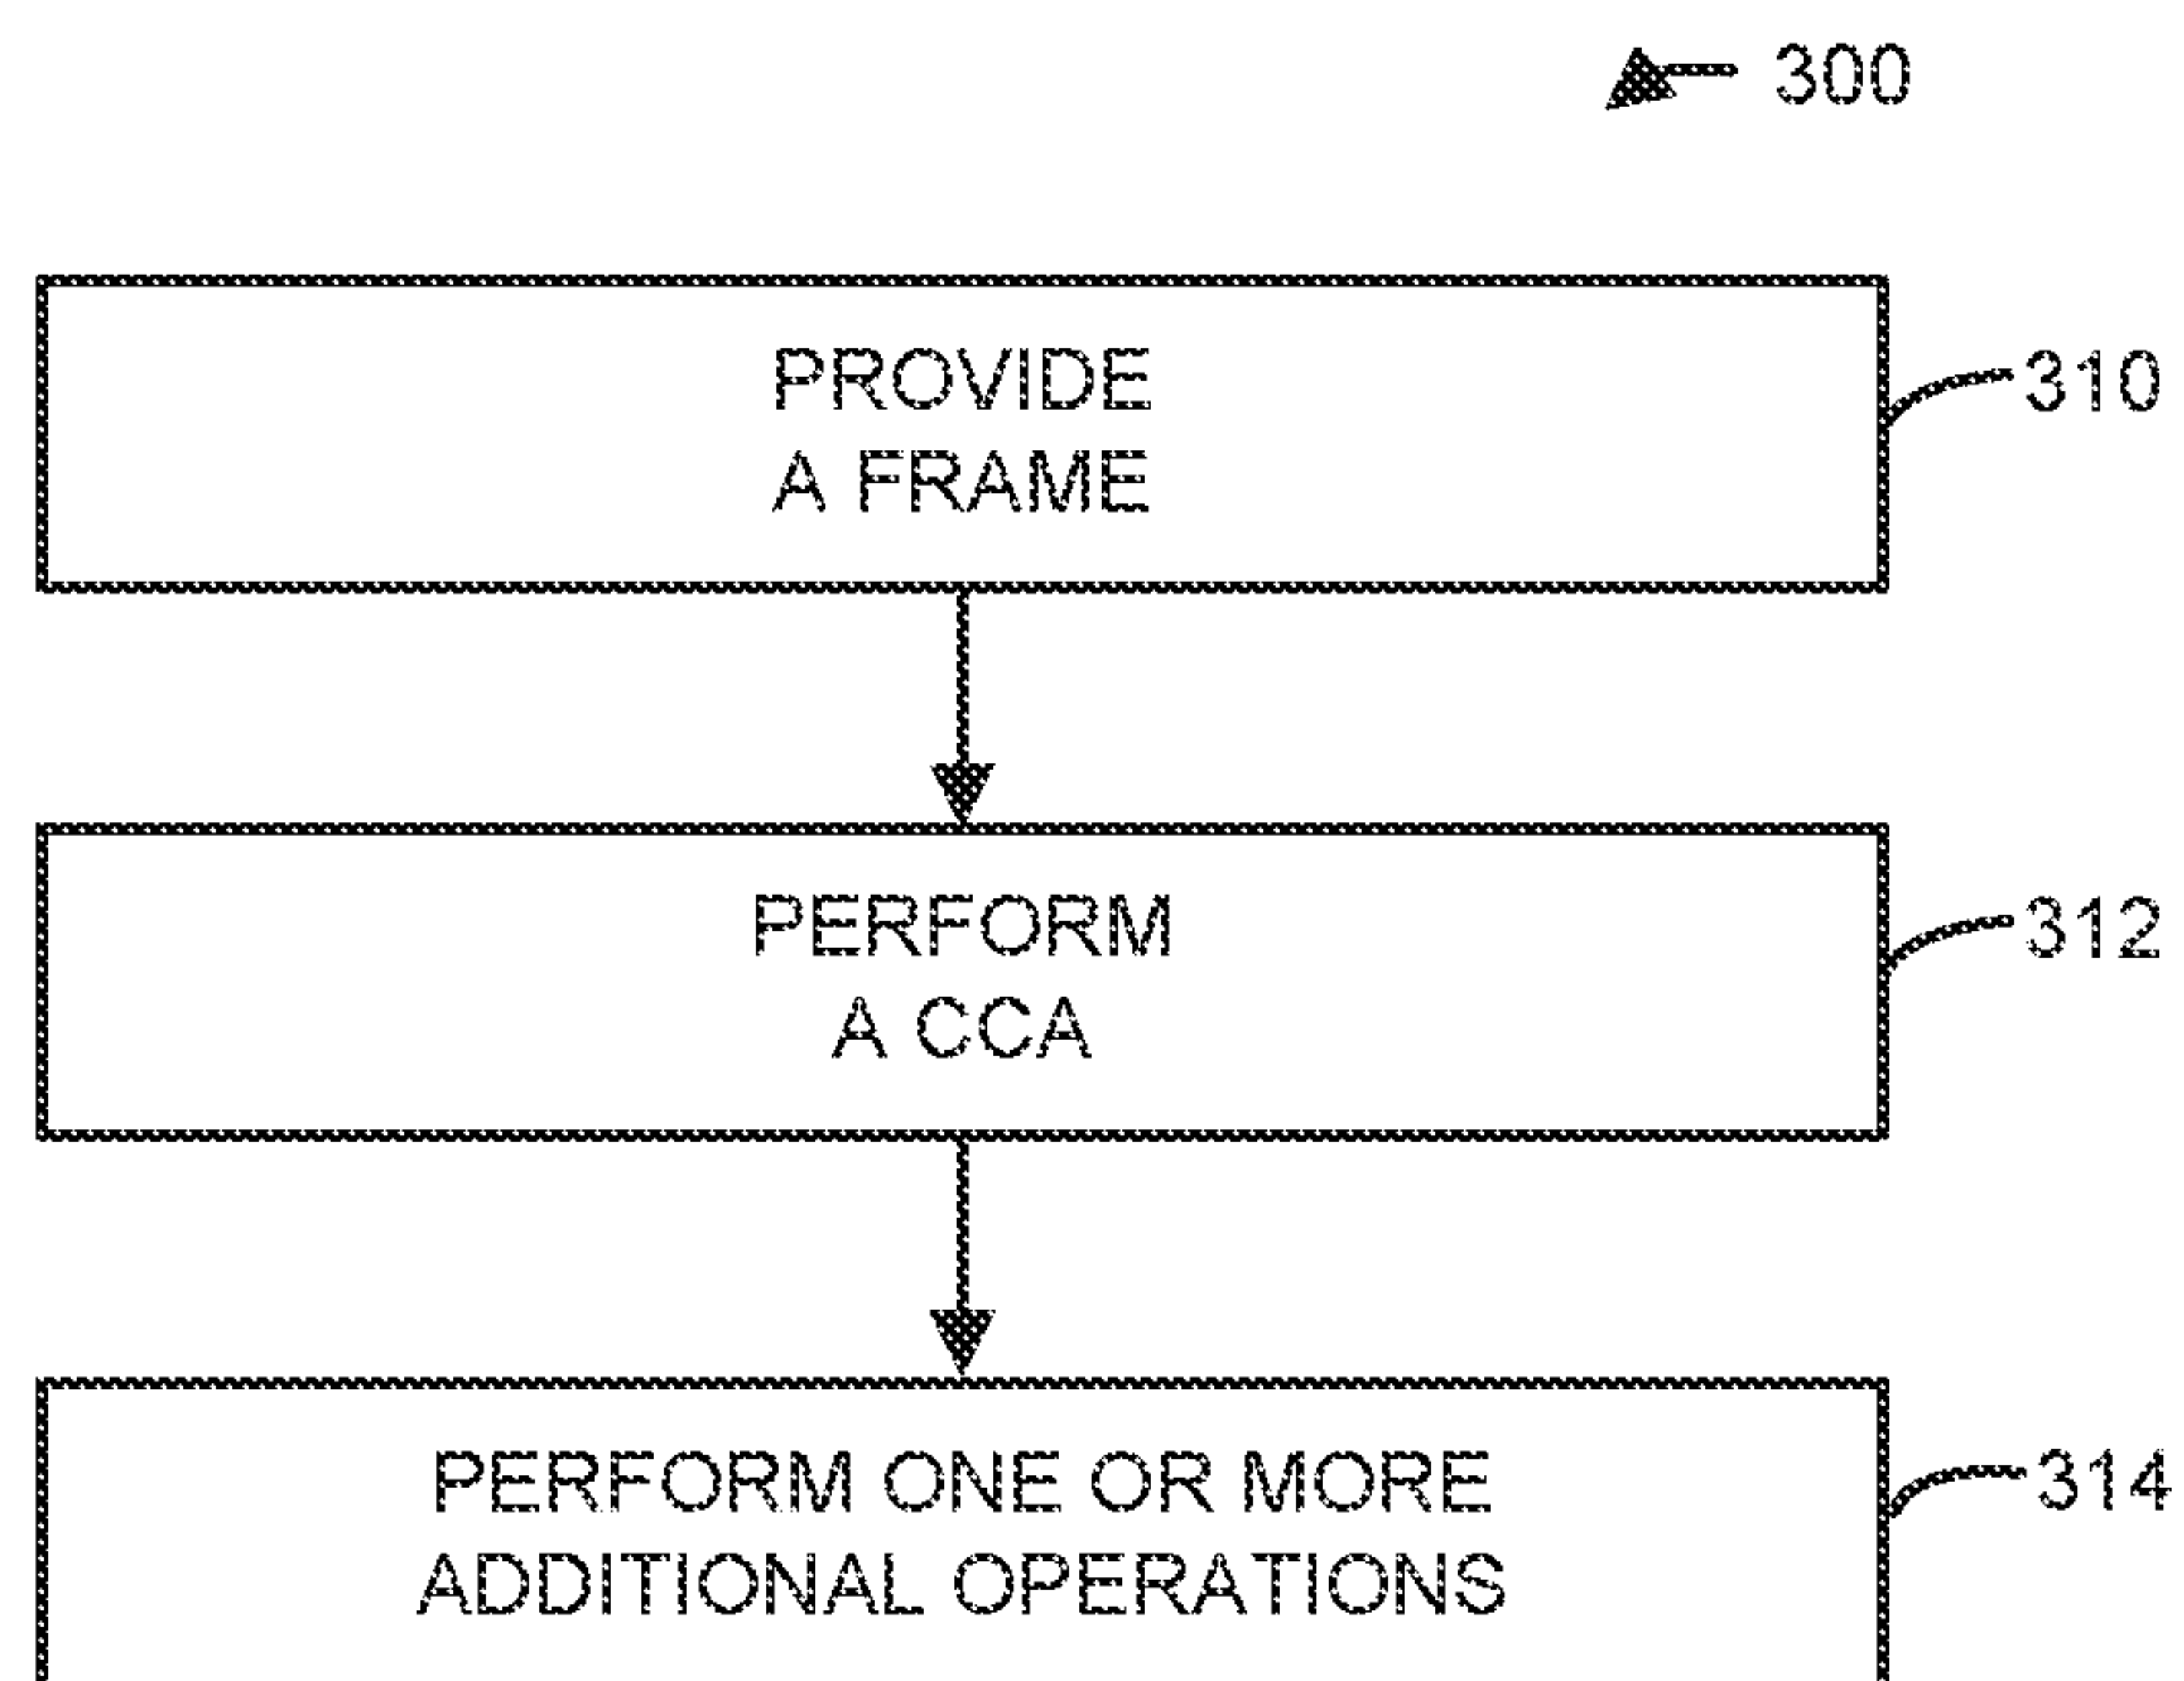 300
PROVIDE
A FRAME
310
PERFORM
A CCA
312
PERFORM ONE OR MORE
ADDITIONAL OPERATIONS
314